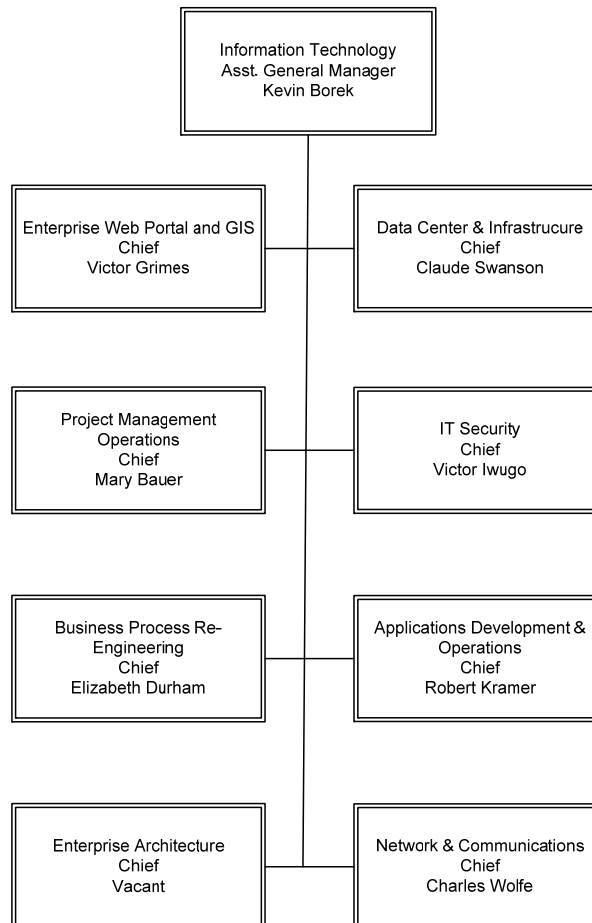 Information Technology
Asst. General Manager
Kevin Borek
Enterprise Web Portal and GIS
Chief
Victor Grimes
Data Center & Infrastrucure
Chief
Claude Swanson
Project Management
Operations
Chief
Mary Bauer
IT Security
Chief
Victor Iwugo
Business Process Re-
Engineering
Chief
Elizabeth Durham
Applications Development &
Operations
Chief
Robert Kramer
Enterprise Architecture
Chief
Vacant
Network & Communications
Chief
Charles Wolfe